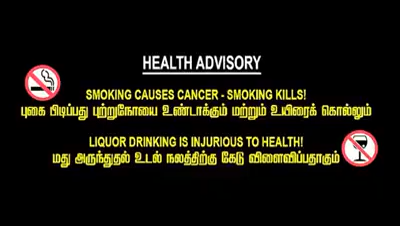 HEALTH ADVISORY
SMOKING CAUSES CANCER - SMOKING KILLS!
புகை பிடிப்பது புற்றுநோயை உண்டாக்கும் மற்றும் உயிரைக் கொல்லும்
LIQUOR DRINKING IS INJURIOUS TO HEALTH!
மது அருந்துதல் உடல் நலத்திற்கு கேடு விளைவிப்பதாகும்